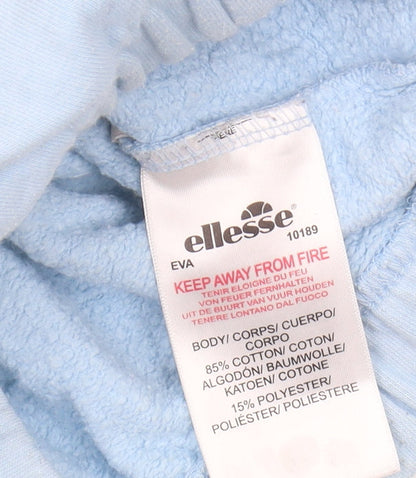 ellesse
EVA 10189
KEEP AWAY FROM FIRE
TENIR ELOIGNE DU FEU
VON FEUER FERNHALTEN
UIT DE BUURT VAN VUUR HOUDEN
TENERE LONTANO DAL FUOCO
BODY/ CORPS/ CUERPO/
CORPO
85% COTTON/ COTON/
ALGODÓN/ BAUMWOLLE/
KATOEN/ COTONE
15% POLYESTER/
POLIÉSTER/ POLIESTERE